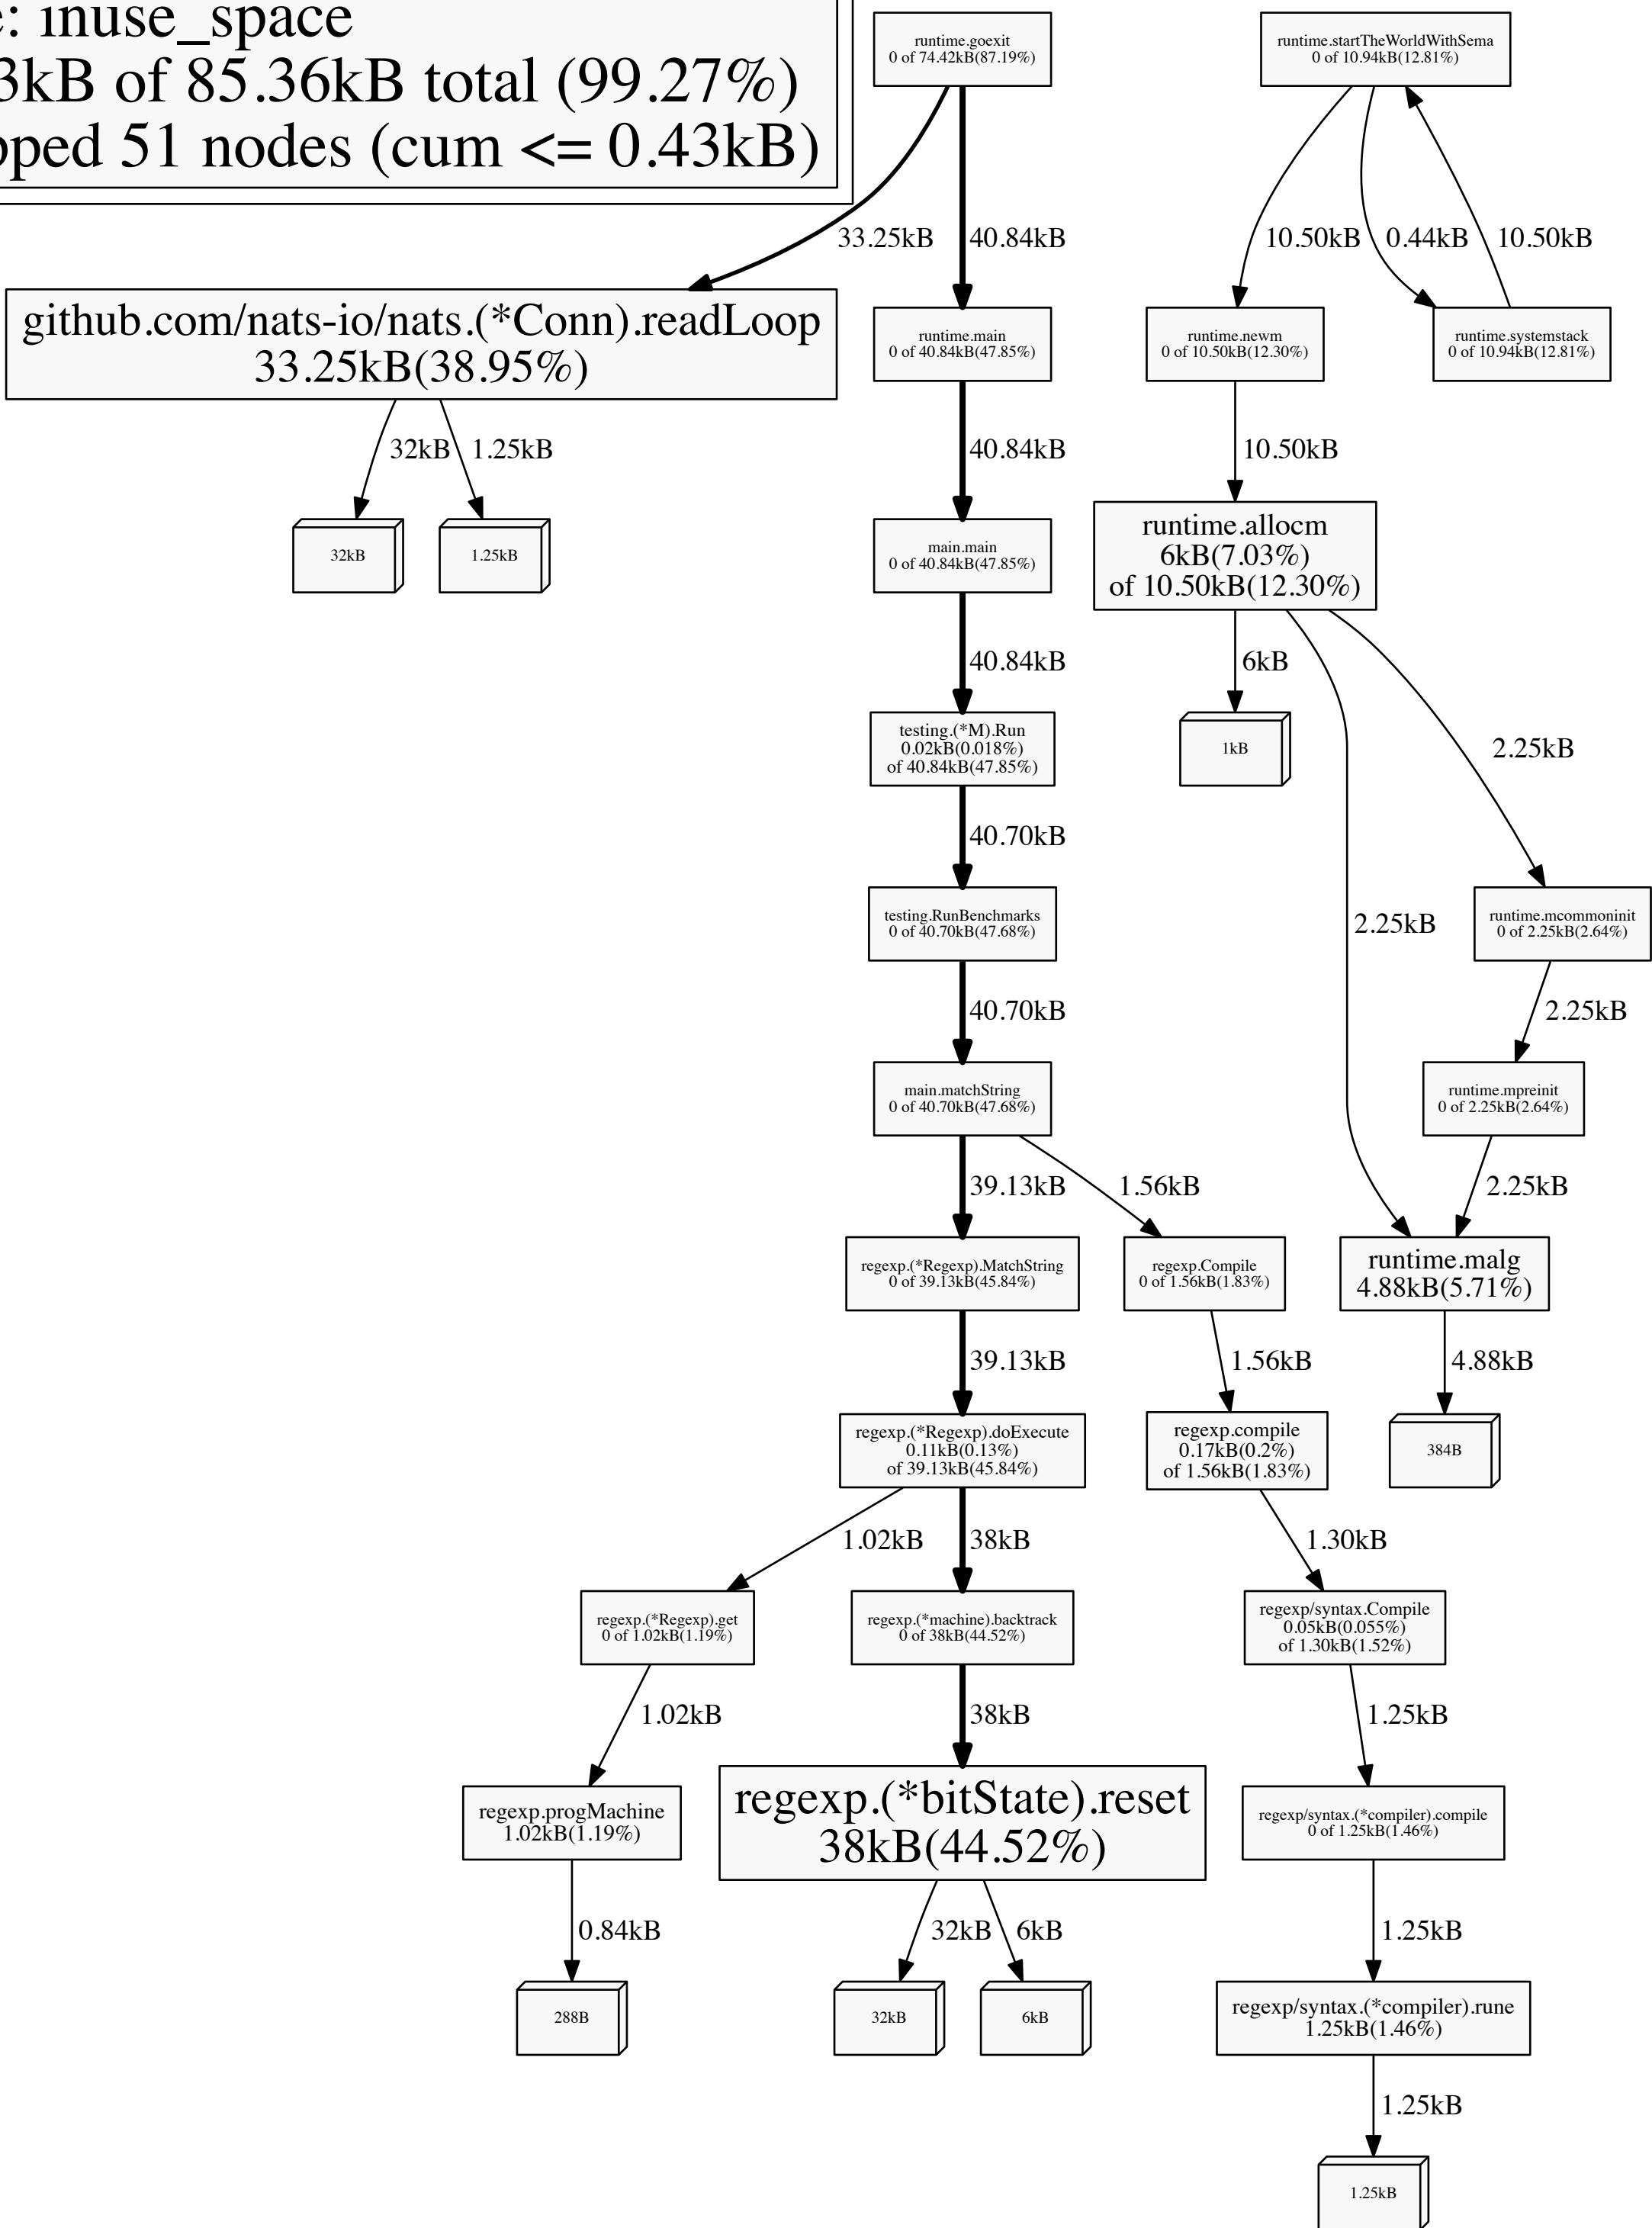 inuse_space
of 85.36kB total (99.27%)
51 nodes (cum <= 0.43kB)
runtime.goexit
0 of 74.42kB(87.19%)
runtime.startTheWorldWithSema
0 of 10.94kB(12.81%)
33.25kB
40.84kB
10.50kB
0.44kB
10.50kB
github.com/nats-io/nats.(*Conn).readLoop
33.25kB(38.95%)
runtime.main
0 of 40.84kB(47.85%)
runtime.newm
0 of 10.50kB(12.30%)
runtime.systemstack
0 of 10.94kB(12.81%)
32kB
1.25kB
40.84kB
10.50kB
32kB
1.25kB
main.main
0 of 40.84kB(47.85%)
runtime.allocm
6kB(7.03%)
of 10.50kB(12.30%)
40.84kB
6kB
testing.(*M).Run
0.02kB(0.018%)
of 40.84kB(47.85%)
1kB
2.25kB
40.70kB
testing.RunBenchmarks
0 of 40.70kB(47.68%)
2.25kB
runtime.mcommoninit
0 of 2.25kB(2.64%)
40.70kB
2.25kB
main.matchString
0 of 40.70kB(47.68%)
runtime.mpreinit
0 of 2.25kB(2.64%)
39.13kB
1.56kB
2.25kB
regexp.(*Regexp).MatchString
0 of 39.13kB(45.84%)
regexp.Compile
0 of 1.56kB(1.83%)
runtime.malg
4.88kB(5.71%)
39.13kB
1.56kB
4.88kB
regexp.(*Regexp).doExecute
0.11kB(0.13%)
of 39.13kB(45.84%)
regexp.compile
0.17kB(0.2%)
of 1.56kB(1.83%)
384B
1.02kB
38kB
1.30kB
regexp.(*Regexp).get
0 of 1.02kB(1.19%)
regexp.(*machine).backtrack
0 of 38kB(44.52%)
regexp/syntax.Compile
0.05kB(0.055%)
of 1.30kB(1.52%)
1.02kB
38kB
1.25kB
regexp.progMachine
1.02kB(1.19%)
regexp.(*bitState).reset
38kB(44.52%)
regexp/syntax.(*compiler).compile
0 of 1.25kB(1.46%)
0.84kB
32kB
6kB
1.25kB
288B
32kB
6kB
regexp/syntax.(*compiler).rune
1.25kB(1.46%)
1.25kB
1.25kB